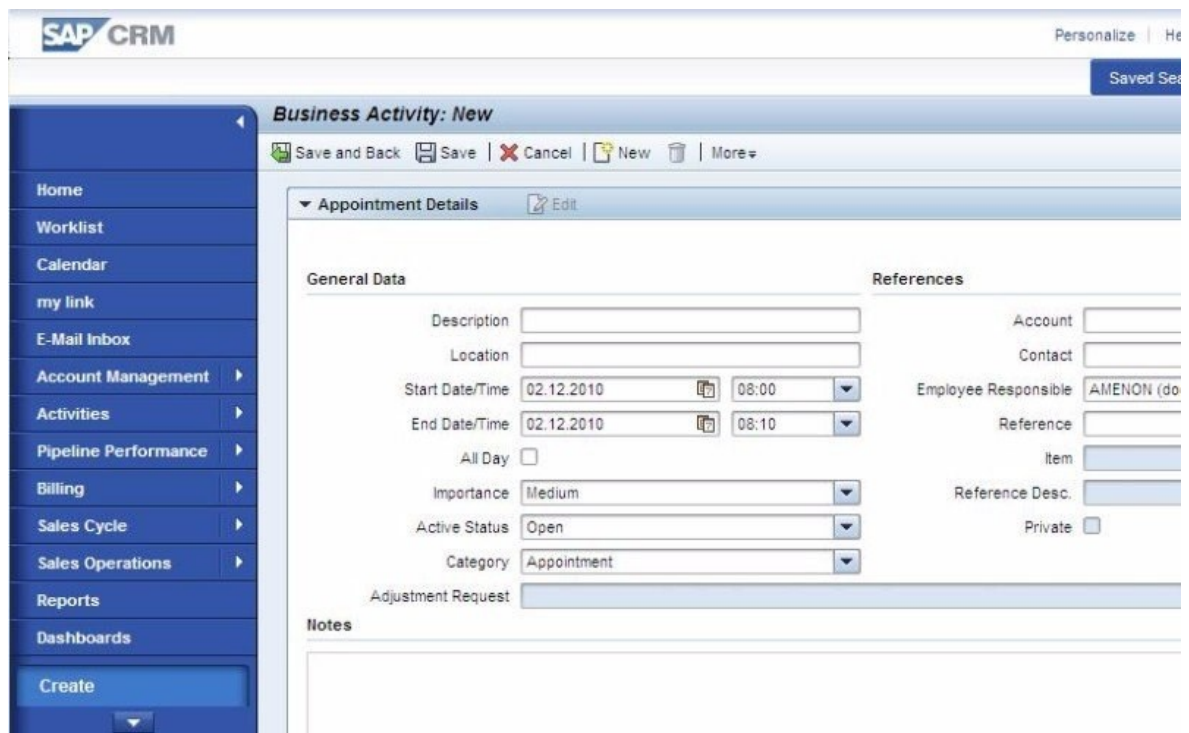 SAP CRM
Personalize | He
Saved Sea
Business Activity: New
Save and Back Save | Cancel | New | More
Home
Worklist
Calendar
my link
E-Mail Inbox
Account Management
Activities
Pipeline Performance
Billing
Sales Cycle
Sales Operations
Reports
Dashboards
Create
Appointment Details Edit
General Data
Description
Location
Start Date/Time 02.12.2010 08:00
End Date/Time 02.12.2010 08:10
All Day
Importance Medium
Active Status Open
Category Appointment
Adjustment Request
Notes
References
Account
Contact
Employee Responsible AMENON (do
Reference
Item
Reference Desc.
Private